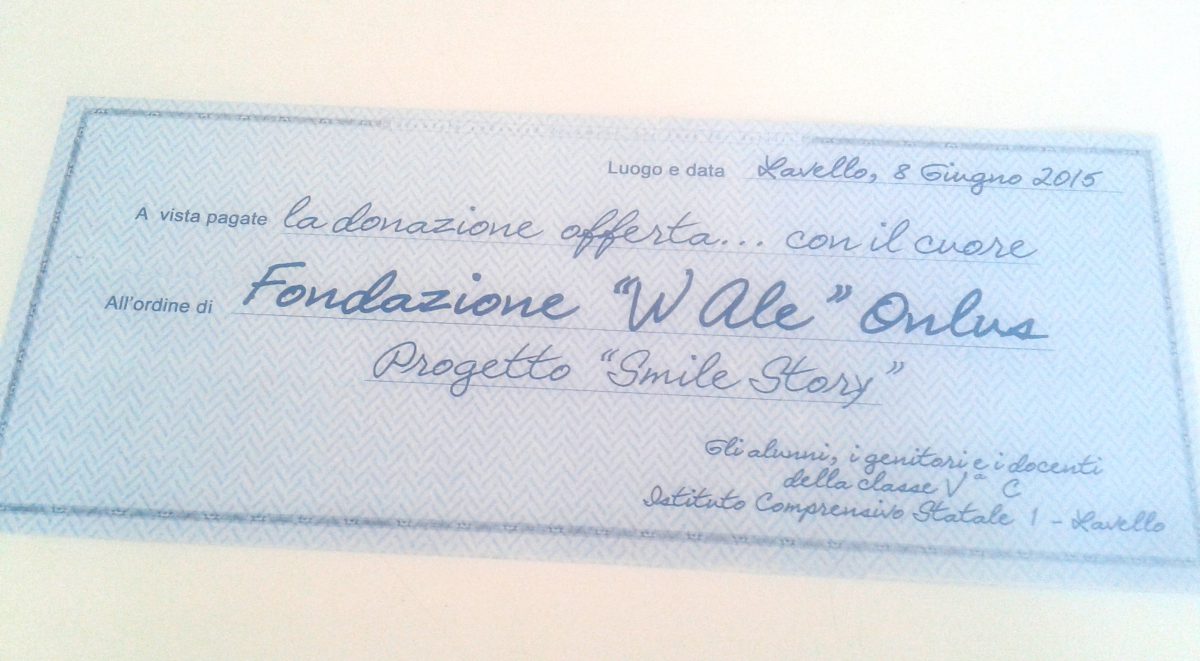 Luogo e data Lavello, 8 Giugno 2015
A vista pagate la donazione offerta... con il cuore
All'ordine di Fondazione "W Ale" Onlus
Progetto "Smile Story"
Gli alunni, i genitori e i docenti
della classe Vª C
Istituto Comprensivo Statale 1 - Lavello